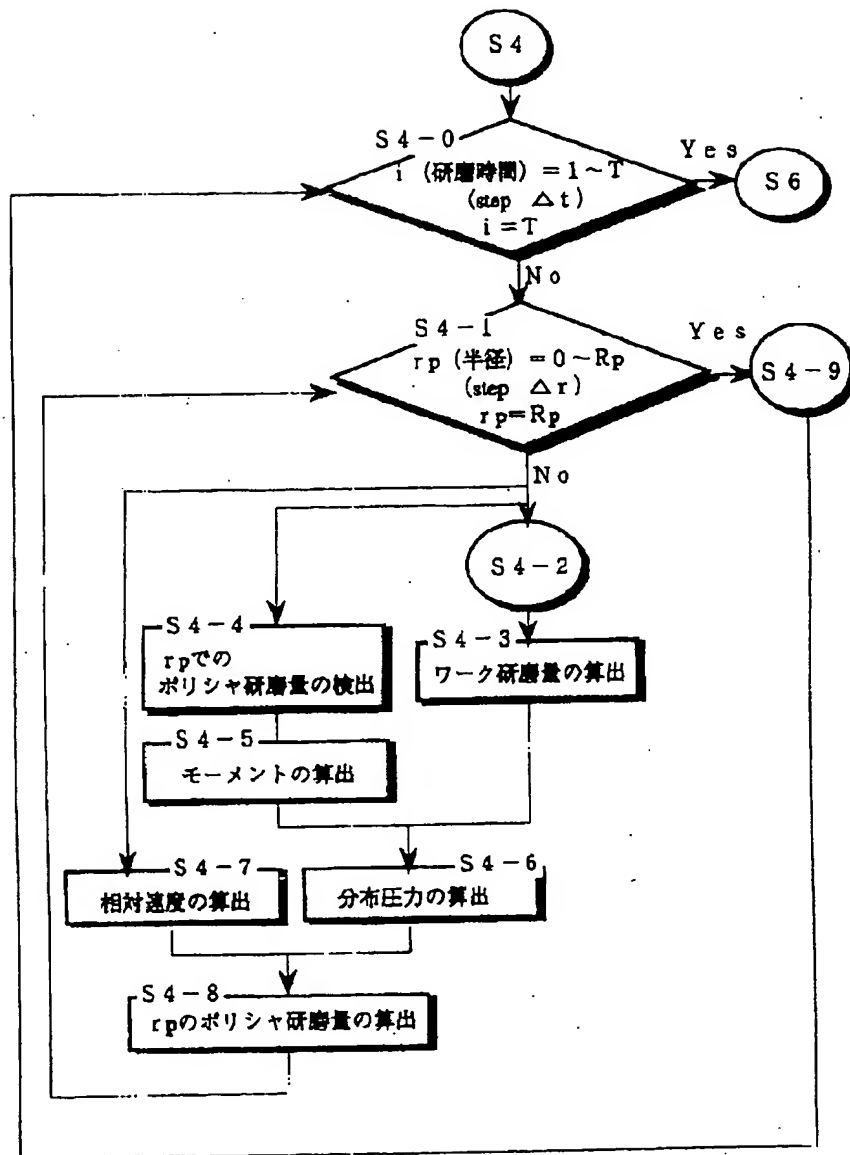 S4
S4-0
i (研磨時間) = 1~T
(step △t)
i=T
Yes
S6
No
S4-1
rp (半径) = 0~Rp
(step △r)
rp=Rp
Yes
S4-9
No
S4-2
S4-4
rpでの
ポリシャ研磨量の検出
S4-3
ワーク研磨量の算出
S4-5
モーメントの算出
S4-7
相対速度の算出
S4-6
分布圧力の算出
S4-8
rpのポリシャ研磨量の算出